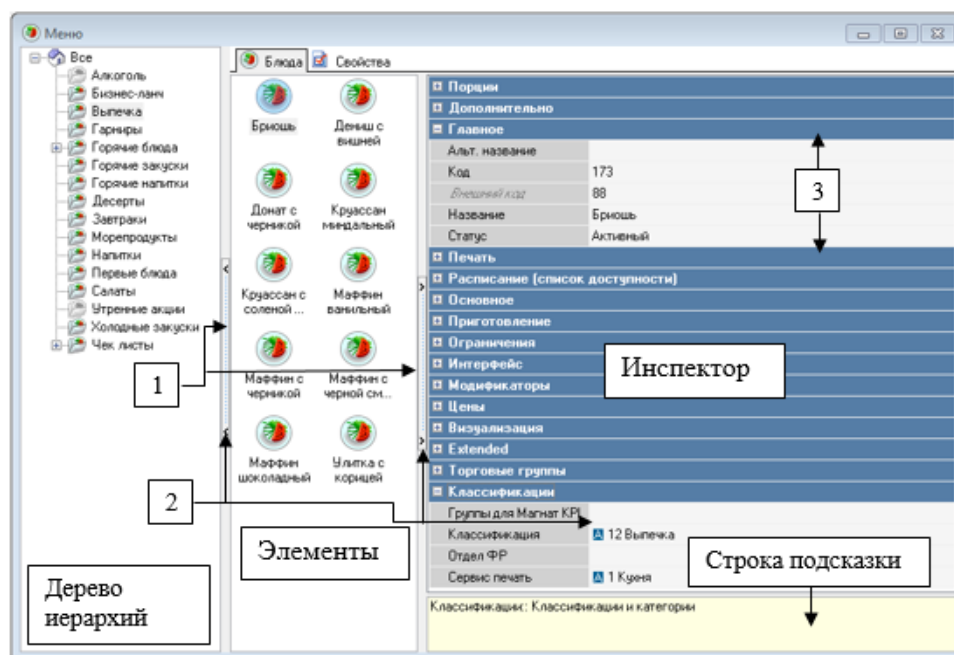 Меню
Все
Алкоголь
Бизнес-ланч
Выпечка
Гарниры
Горячие блюда
Горячие закуски
Горячие напитки
Десерты
Завтраки
Морепродукты
Напитки
Первые блюда
Салаты
Утренние акции
Холодные закуски
Чек листы
1
2
Дерево
иерархий
Блюда Свойства
Бриошь
Дениш с
вишней
Донат с
черникой
Круассан
миндальный
Круассан с
соленой ...
Маффин
ванильный
Маффин с
черникой
Маффин с
черной см...
Маффин
шоколадный
Улитка с
корицей
Элементы
Порции
Дополнительно
Главное
Альт. название
Код 173
Внешний код 88
Название Бриошь
Статус Активный
3
Печать
Расписание (список доступности)
Основное
Приготовление
Ограничения
Интерфейс
Модификаторы
Цены
Визуализация
Extended
Торговые группы
Классификации
Инспектор
Группы для Магнат KPI
Классификация 12 Выпечка
Отдел ФР
Сервис печать 1 Кухня
Строка подсказки
Классификации: Классификации и категории